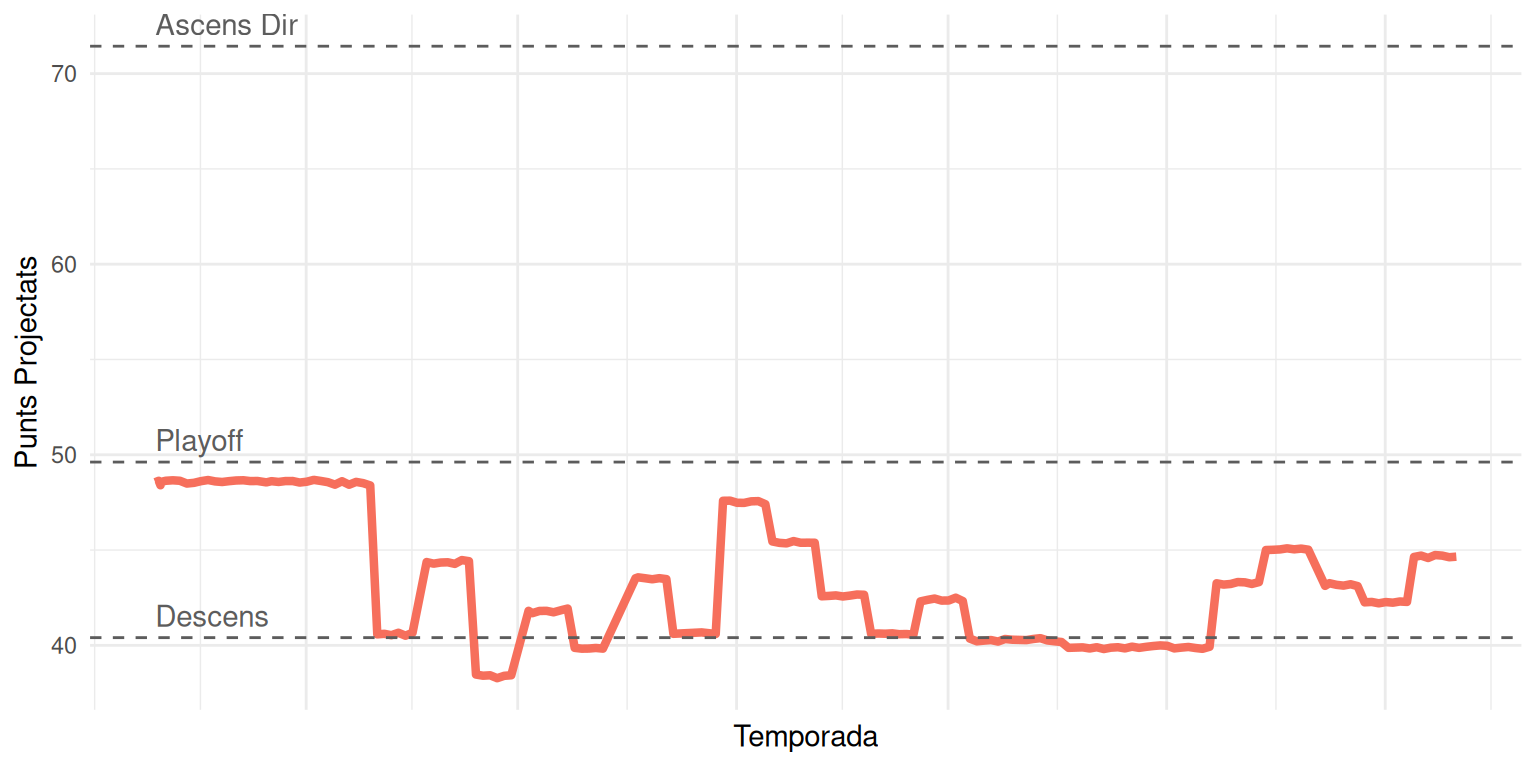 Ascens Dir
70
60
Punts Projectats
Playoff
50
Descens
40
Temporada